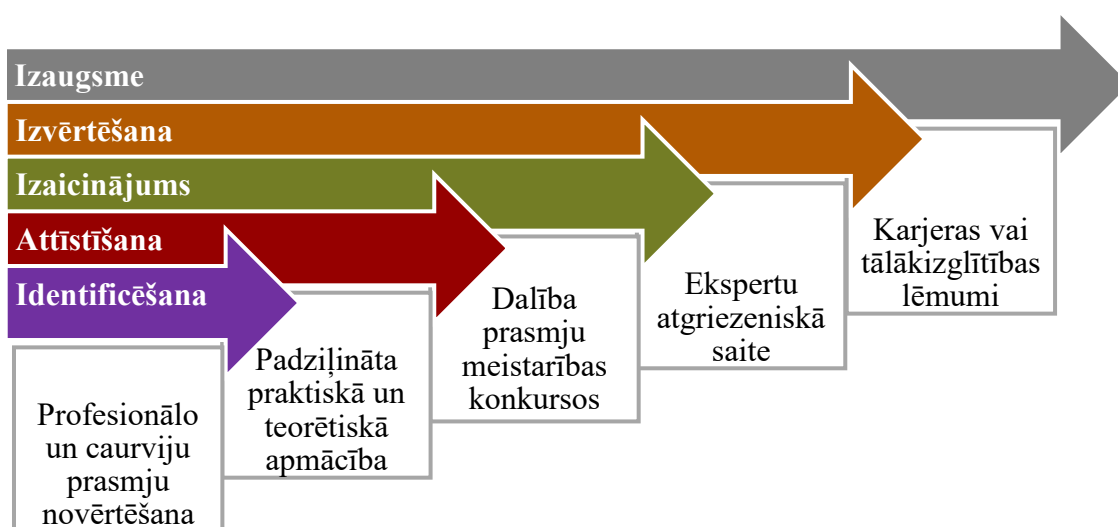 Izaugsme
Izvērtēšana
Izaicinājums
Attīstīšana
Identificēšana
Profesionālo
un caurviju
prasmju
novērtēšana
Padziļināta
praktiskā un
teorētiskā
apmācība
Dalība
prasmju
meistarības
konkursos
Ekspertu
atgriezeniskā
saite
Karjeras vai
tālākizglītības
lēmumi